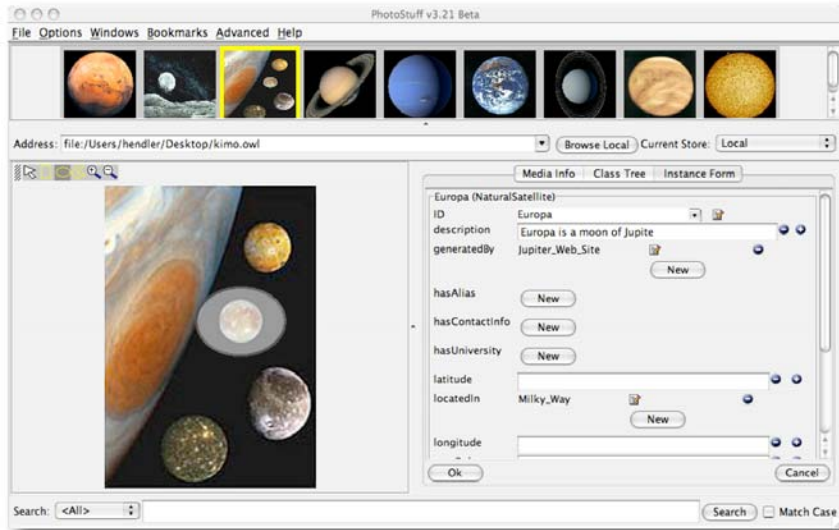 PhotoStuff v3.21 Beta
File Options Windows Bookmarks Advanced Help
Address: file:/Users/hendler/Desktop/kimo.owl Browse Local Current Store: Local
Media Info Class Tree Instance Form
Europa (NaturalSatellite)
ID Europa
description Europa is a moon of Jupite
generatedBy Jupiter_Web_Site
New
hasAlias New
hasContactInfo New
hasUniversity New
latitude
locatedIn Milky_Way
New
longitude
Ok Cancel
Search: <All> Search Match Case